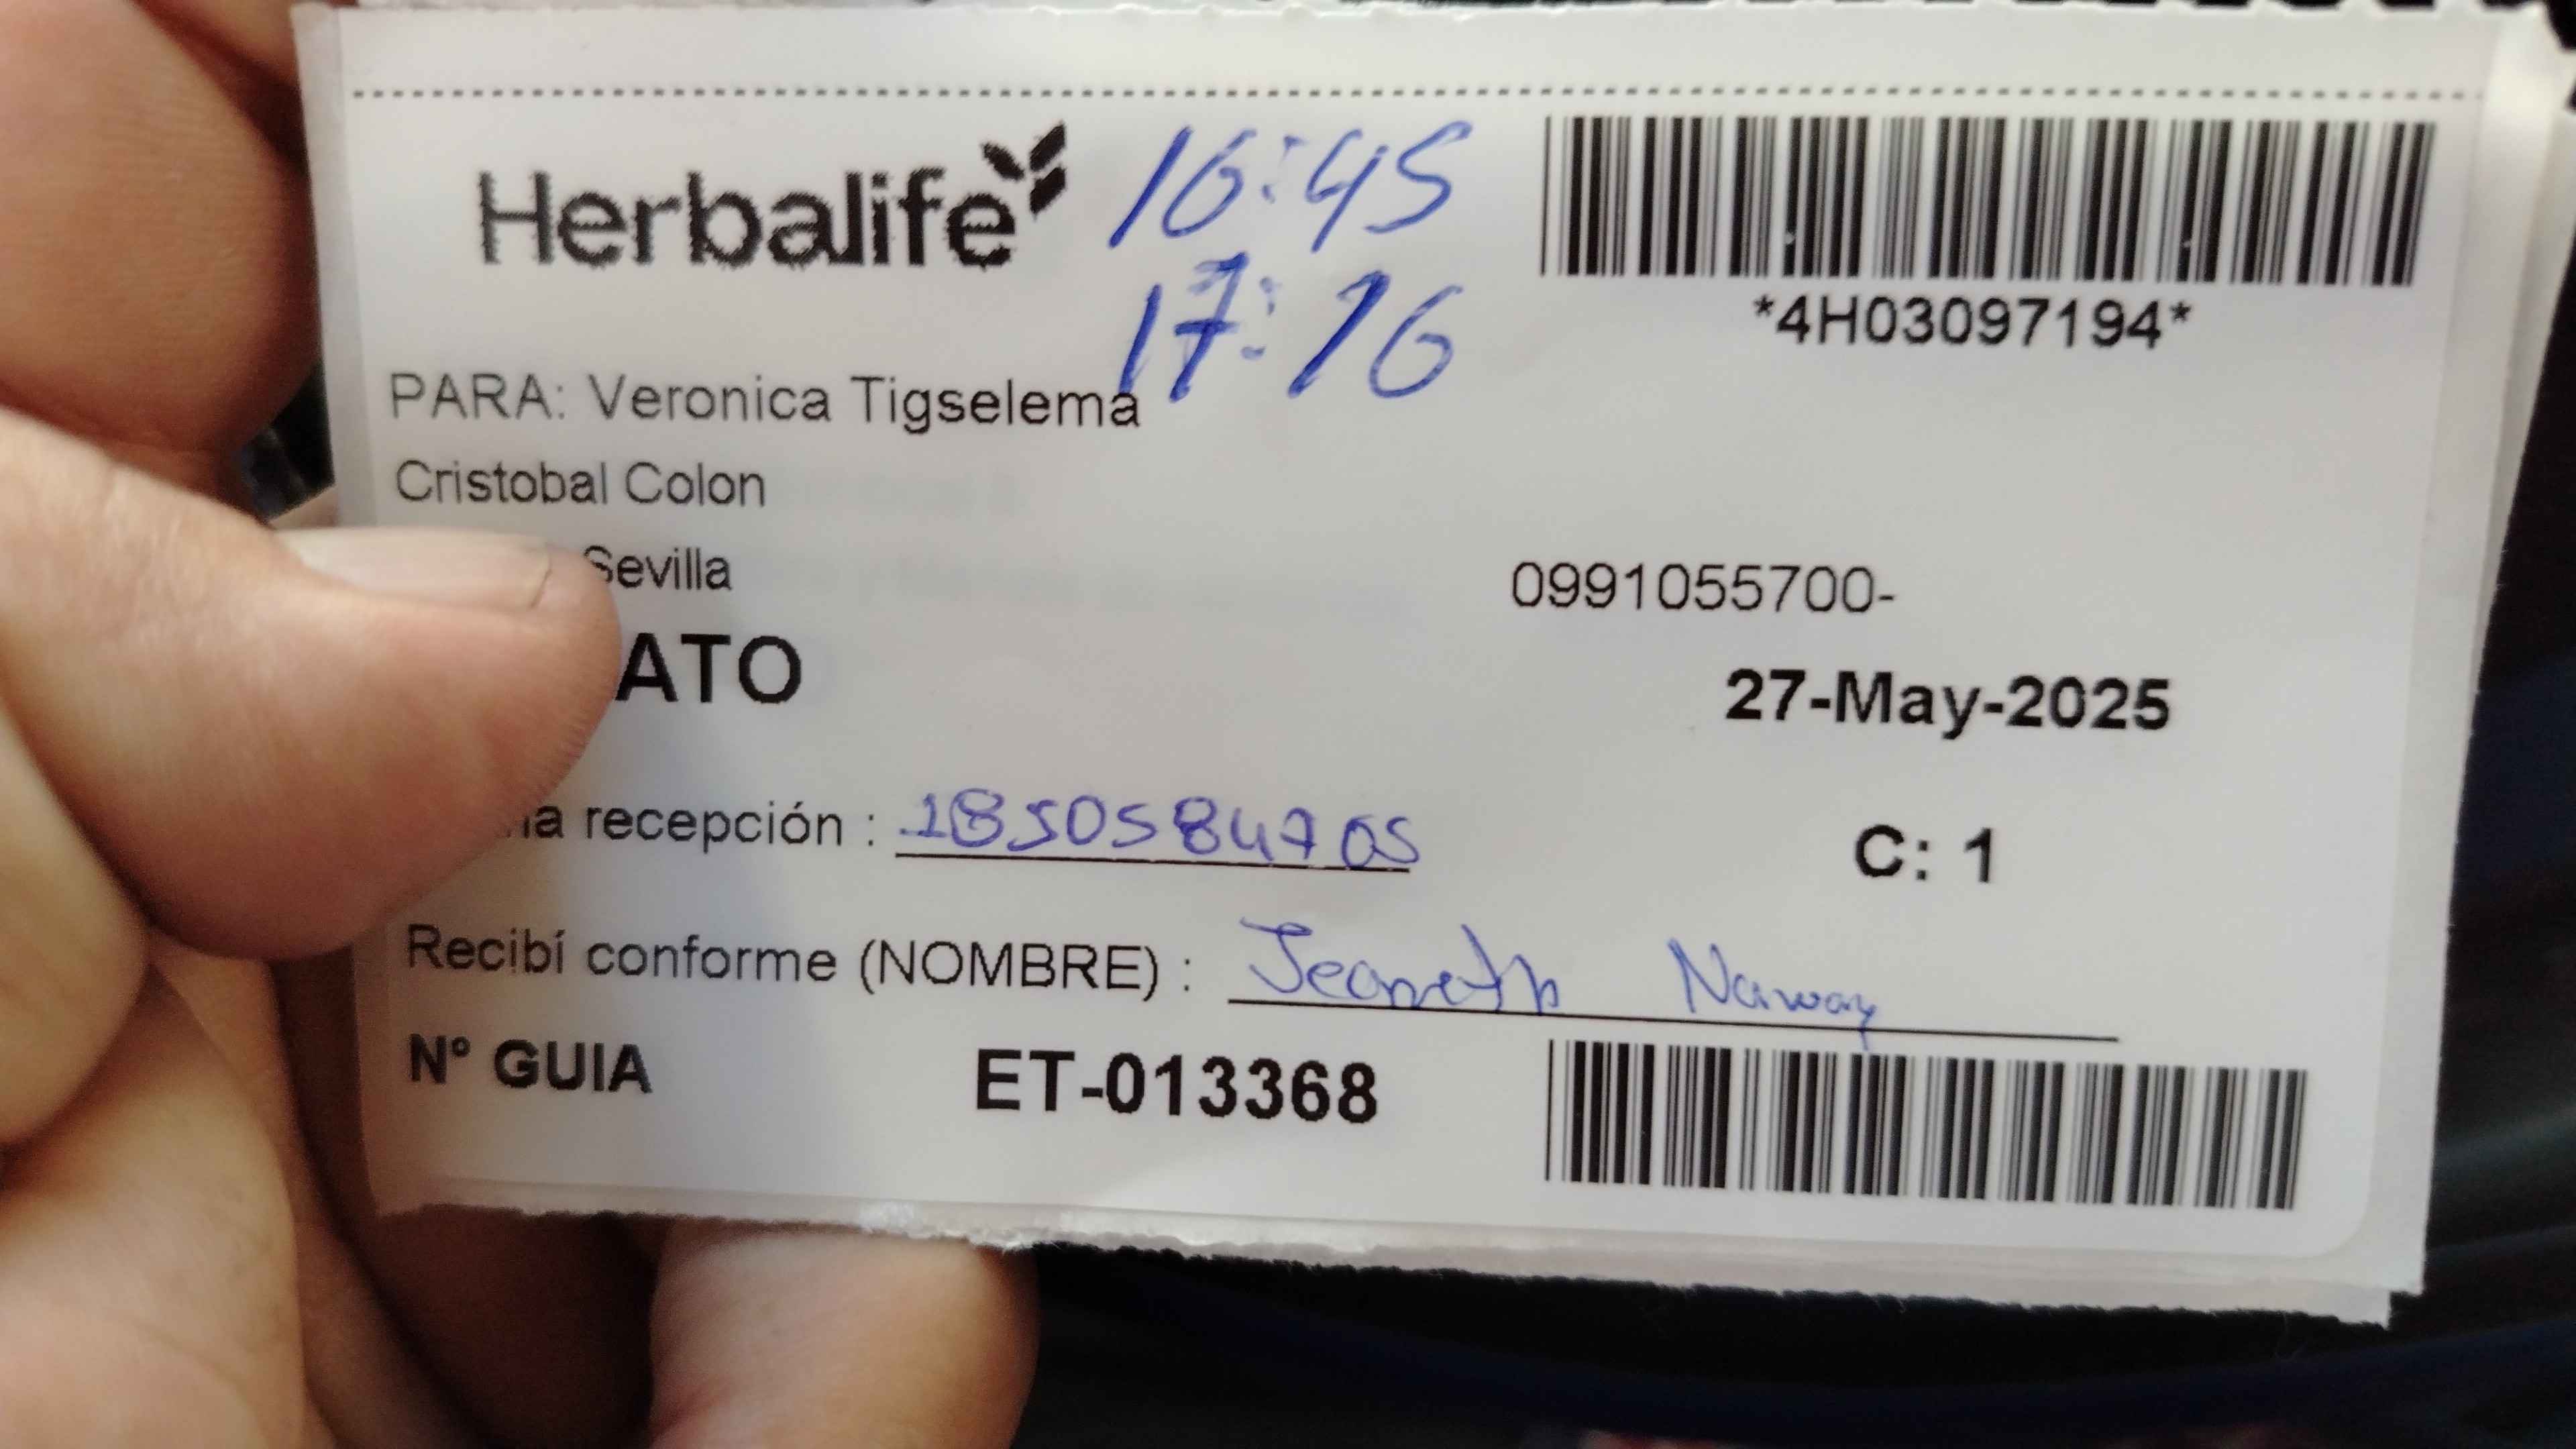 Herbalife
16:45
17:16
*4H03097194*
PARA: Veronica Tigselema
Cristobal Colon
Sevilla
0991055700-
ATO
27-May-2025
recepción : 1850584705
C: 1
Recibí conforme (NOMBRE) : Jeaneth
N° GUIA ET-013368